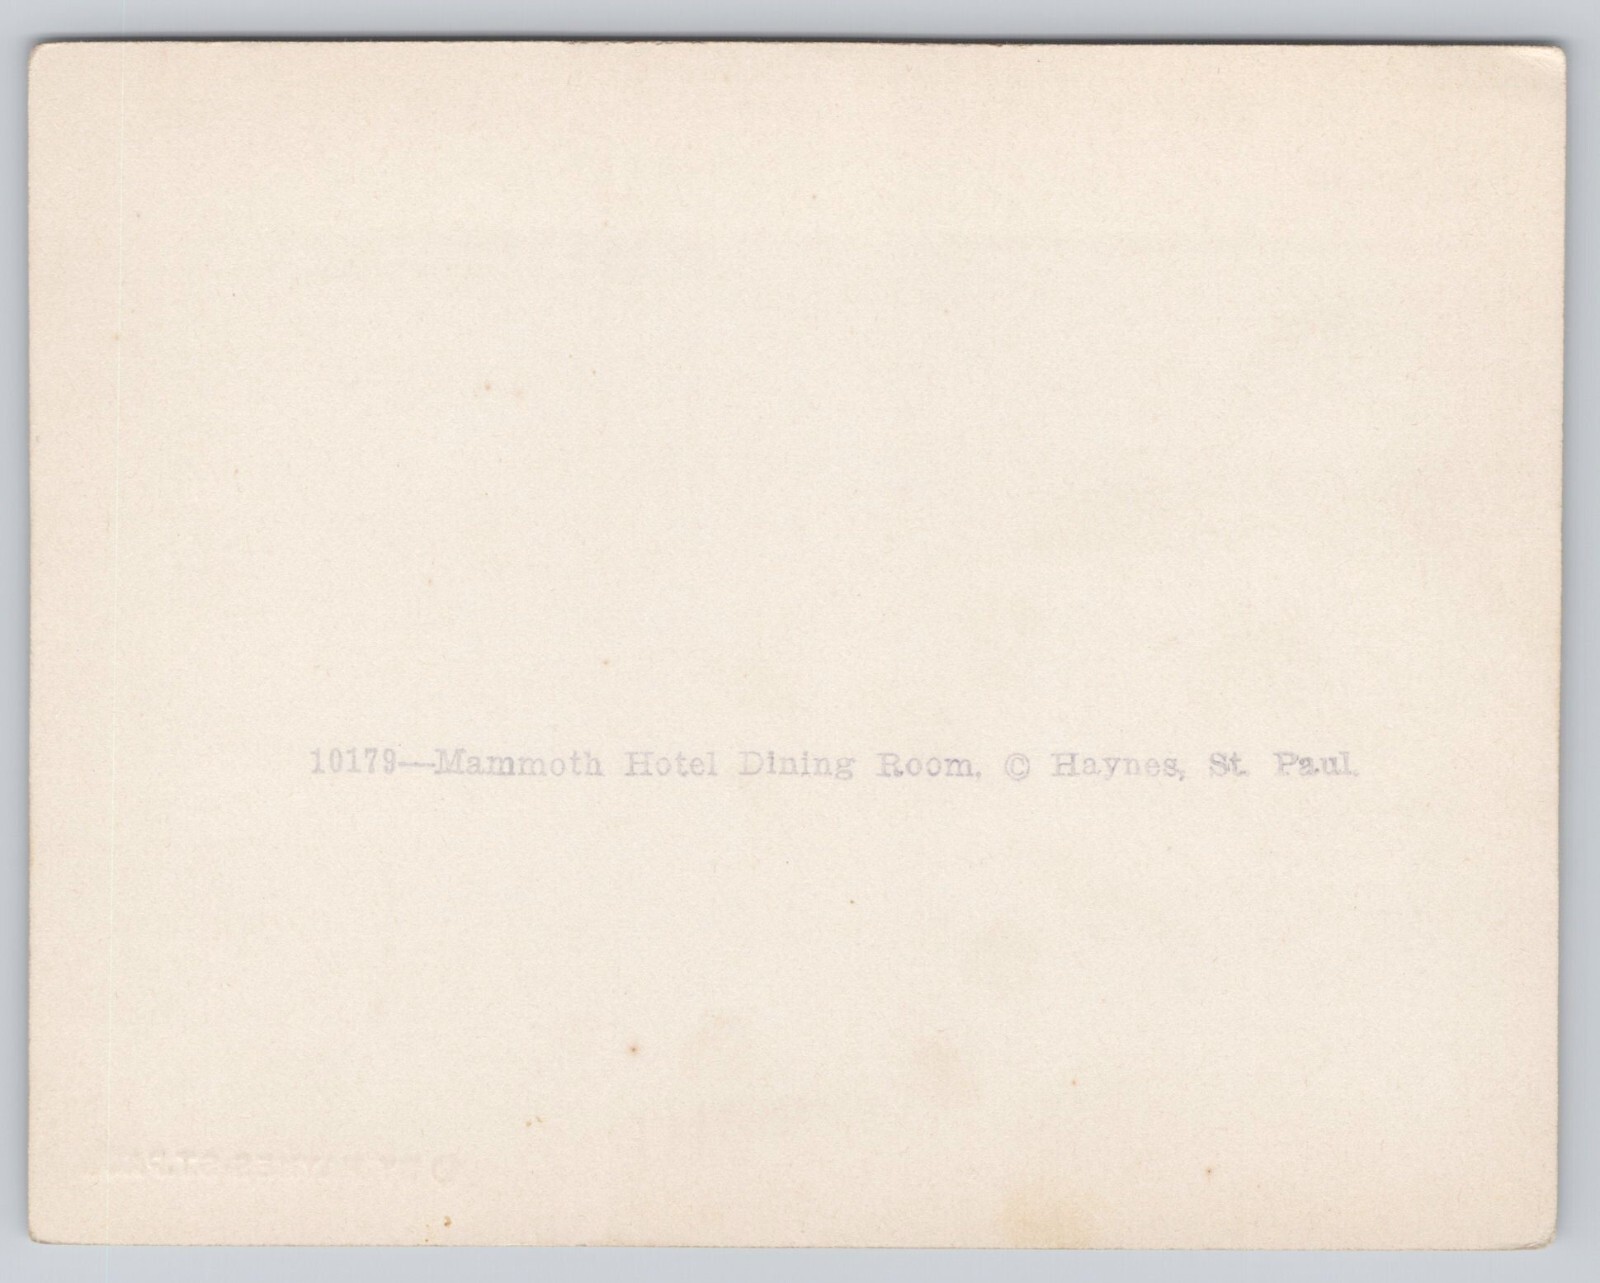 10179—Mammoth Hotel Dining Room, © Haynes, St. Paul.